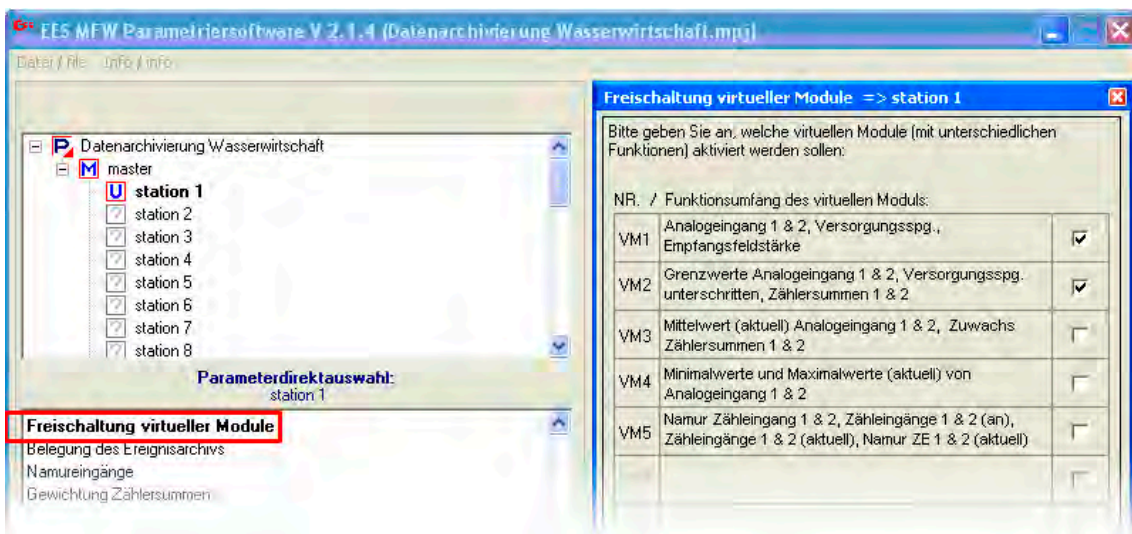 EES MFW Parametriersoftware V 2.1.4 (Datenarchivierung Wasserwirtschaft.mpj)
Datei / file Info / info
Datenarchivierung Wasserwirtschaft
P
master
M
station 1
U
station 2
station 3
station 4
station 5
station 6
station 7
station 8
Parameterdirektauswahl:
station 1
Freischaltung virtueller Module
Belegung des Ereignisarchivs
Namureingänge
Gewichtung Zählersummen
Freischaltung virtueller Module => station 1
Bitte geben Sie an, welche virtuellen Module (mit unterschiedlichen
Funktionen) aktiviert werden sollen:
NR. / Funktionsumfang des virtuellen Moduls:
VM1 Analogeingang 1 & 2, Versorgungsspg.,
Empfangsfeldstärke
VM2 Grenzwerte Analogeingang 1 & 2, Versorgungsspg.
unterschritten, Zählersummen 1 & 2
VM3 Mittelwert (aktuell) Analogeingang 1 & 2, Zuwachs
Zählersummen 1 & 2
VM4 Minimalwerte und Maximalwerte (aktuell) von
Analogeingang 1 & 2
VM5 Namur Zähleingang 1 & 2, Zähleingänge 1 & 2 (an),
Zähleingänge 1 & 2 (aktuell), Namur ZE 1 & 2 (aktuell)